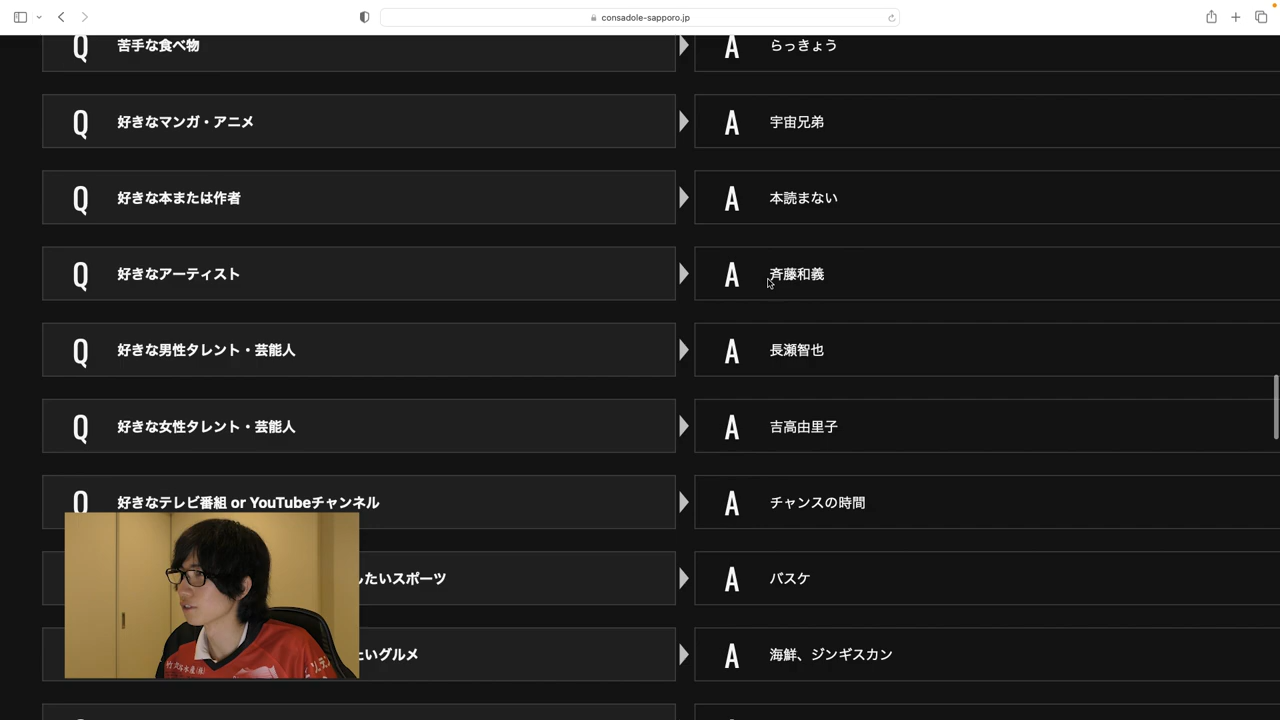 consadole-sapporo.jp
Q 苦手な食べ物 A らっきょう
Q 好きなマンガ・アニメ A 宇宙兄弟
Q 好きな本または作者 A 本読まない
Q 好きなアーティスト A 斉藤和義
Q 好きな男性タレント・芸能人 A 長瀬智也
Q 好きな女性タレント・芸能人 A 吉高由里子
Q 好きなテレビ番組 or YouTubeチャンネル A チャンスの時間
したいスポーツ A バスケ
たいグルメ A 海鮮、ジンギスカン